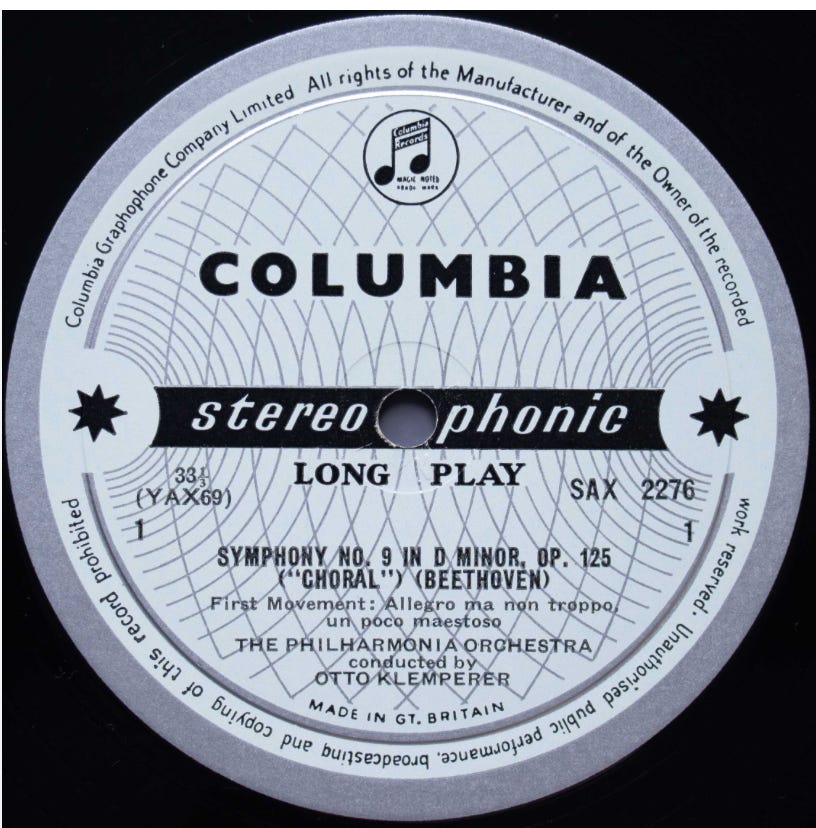 Columbia Graphophone Company Limited All rights of the Manufacturer and of the Owner of the recorded
work reserved · Unauthorised public performance, broadcasting and copying of this record prohibited
Columbia
Records
MAGIC NOTES
TRADE MARK
COLUMBIA
stereophonic
LONG PLAY
33⅓
(YAX69)
SAX 2276
1 1
SYMPHONY NO. 9 IN D MINOR, OP. 125
("CHORAL") (BEETHOVEN)
First Movement: Allegro ma non troppo,
un poco maestoso
THE PHILHARMONIA ORCHESTRA
conducted by
OTTO KLEMPERER
MADE IN GT. BRITAIN